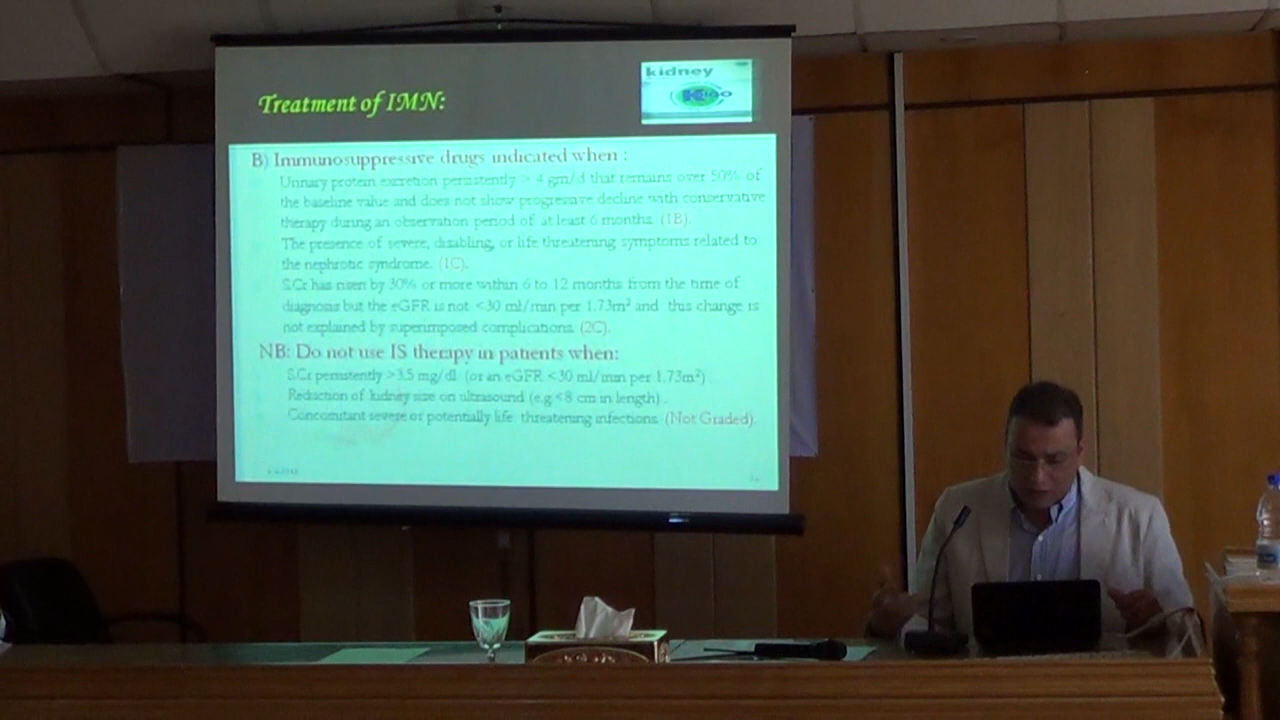 kidney
KDIGO
Treatment of IMN:
B) Immunosuppressive drugs indicated when :
Urinary protein excretion persistently > 4 gm/d that remains over 50% of
the baseline value and does not show progressive decline with conservative
therapy during an observation period of at least 6 months. (1B).
The presence of severe, disabling, or life threatening symptoms related to
the nephrotic syndrome. (1C).
S.Cr has risen by 30% or more within 6 to 12 months from the time of
diagnosis but the eGFR is not <30 ml/min per 1.73m² and this change is
not explained by superimposed complications. (2C).
NB: Do not use IS therapy in patients when:
S.Cr persistently >3.5 mg/dl (or an eGFR <30 ml/min per 1.73m²)
Reduction of kidney size on ultrasound (e.g.<8 cm in length) .
Concomitant severe or potentially life threatening infections. (Not Graded).